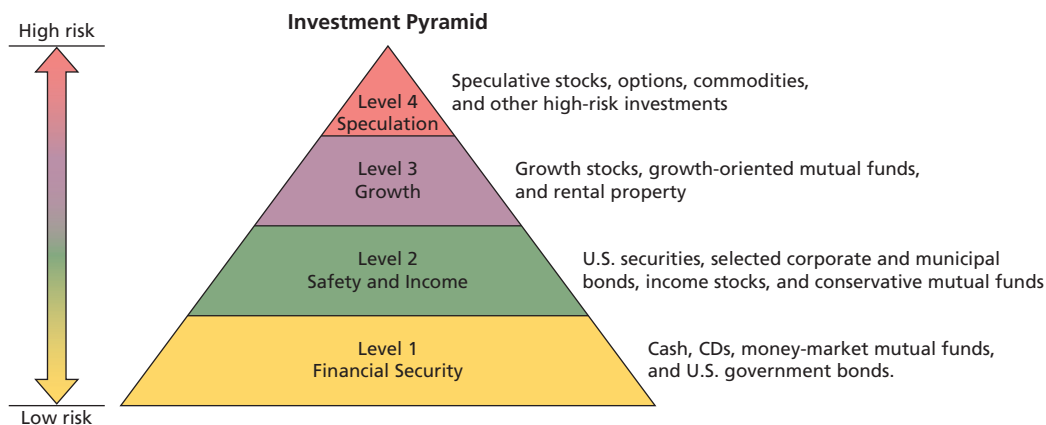 Investment Pyramid
High risk
Level 4
Speculation
Speculative stocks, options, commodities,
and other high-risk investments
Level 3
Growth
Growth stocks, growth-oriented mutual funds,
and rental property
Level 2
Safety and Income
U.S. securities, selected corporate and municipal
bonds, income stocks, and conservative mutual funds
Level 1
Financial Security
Cash, CDs, money-market mutual funds,
and U.S. government bonds.
Low risk